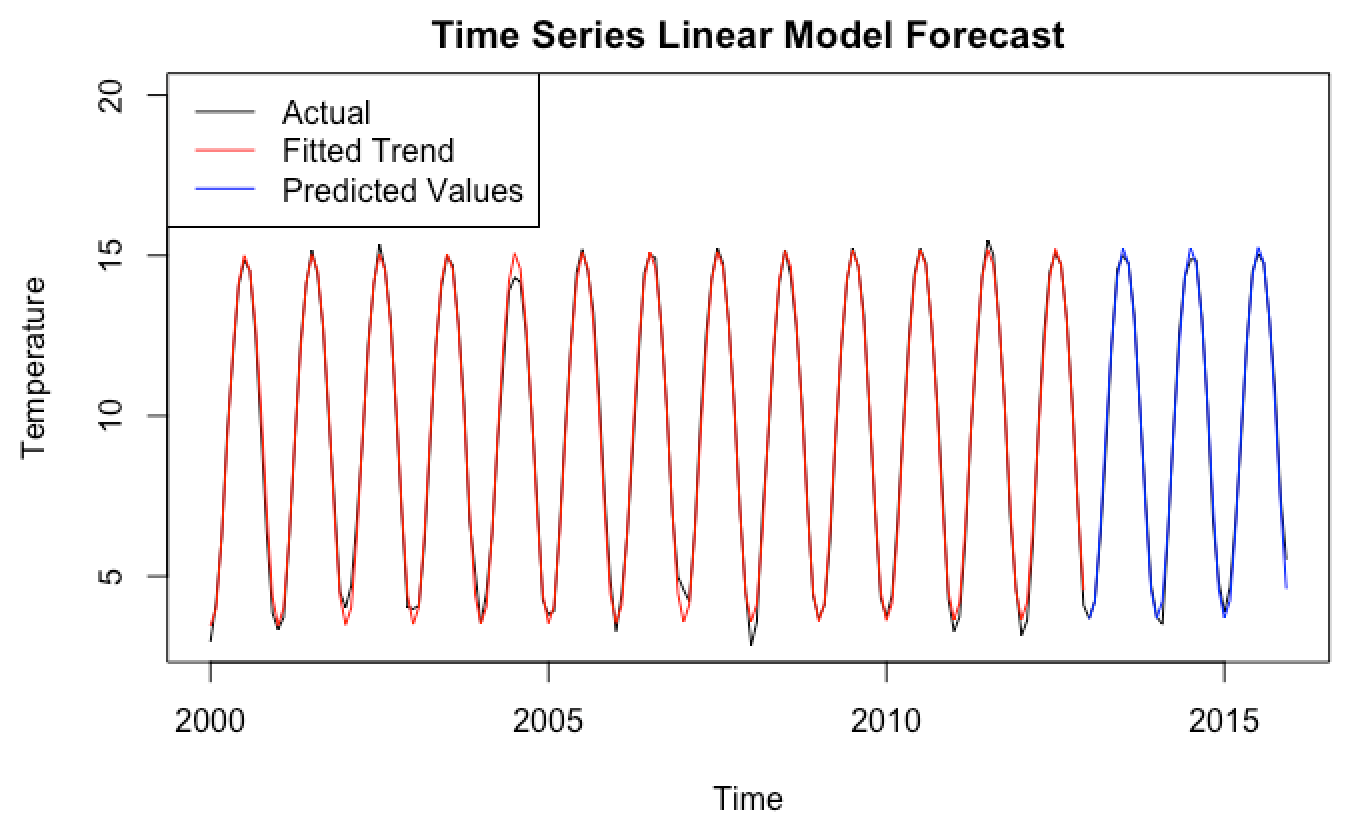 Time Series Linear Model Forecast
Actual
Fitted Trend
Predicted Values
20
15
10
5
Temperature
2000 2005 2010 2015
Time